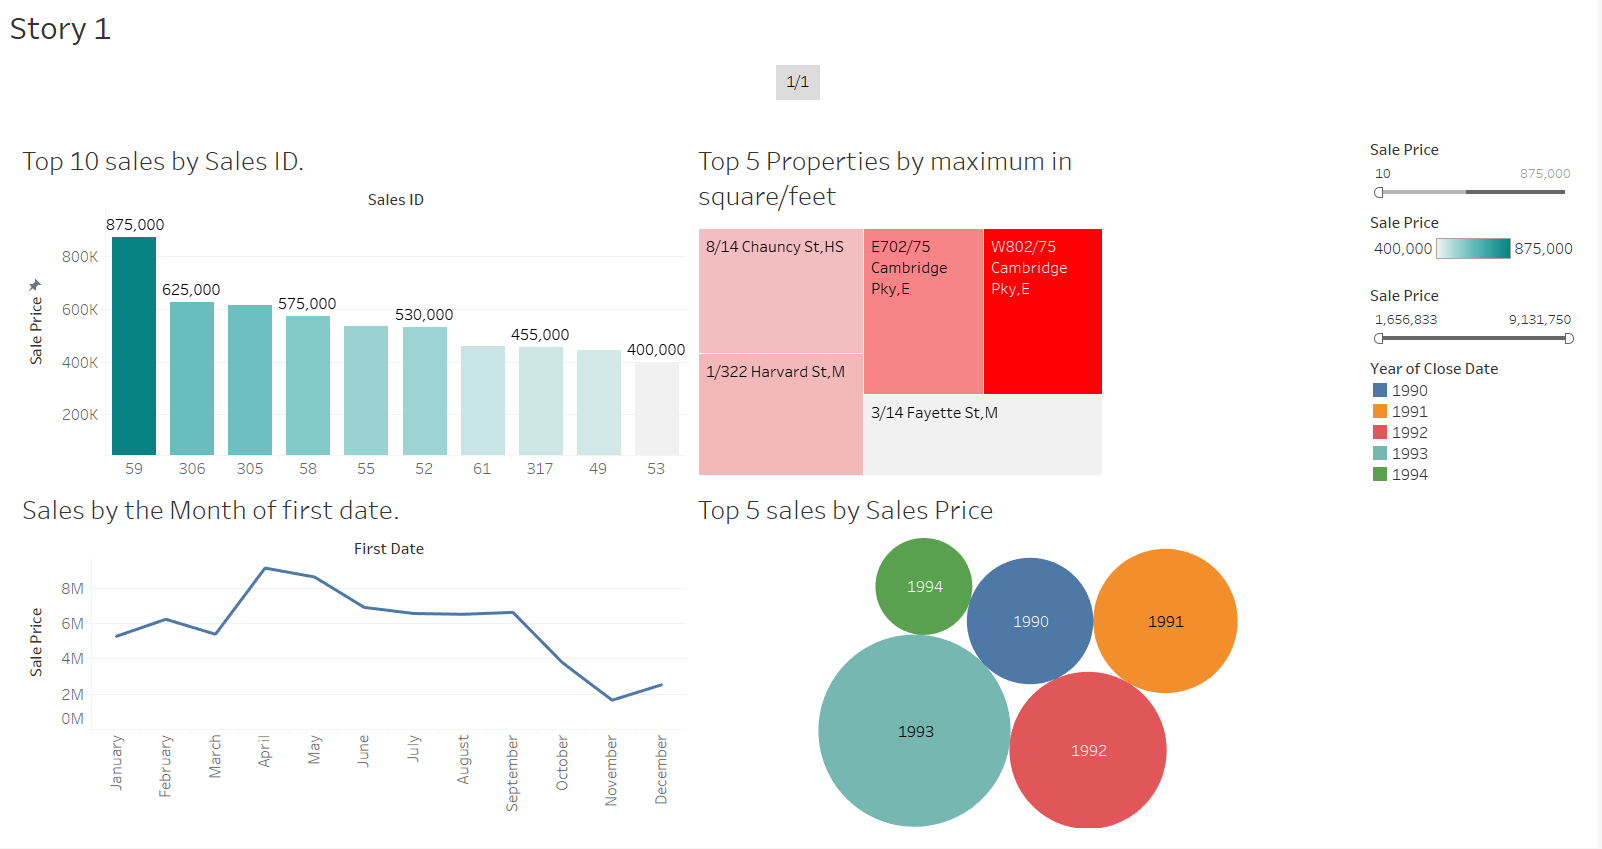 Story 1
1/1
Top 10 sales by Sales ID.
Sales ID
875,000
625,000
575,000
530,000
455,000
400,000
Sale Price
800K
600K
400K
200K
59 306 305 58 55 52 61 317 49 53
Top 5 Properties by maximum in
square/feet
8/14 Chauncy St,HS
1/322 Harvard St,M
E702/75
Cambridge
Pky,E
W802/75
Cambridge
Pky,E
3/14 Fayette St,M
Sale Price
10 875,000
Sale Price
400,000 875,000
Sale Price
1,656,833 9,131,750
Year of Close Date
1990
1991
1992
1993
1994
Sales by the Month of first date.
First Date
Sale Price
8M
6M
4M
2M
0M
January
February
March
April
May
June
July
August
September
October
November
December
Top 5 sales by Sales Price
1994
1990
1991
1993
1992